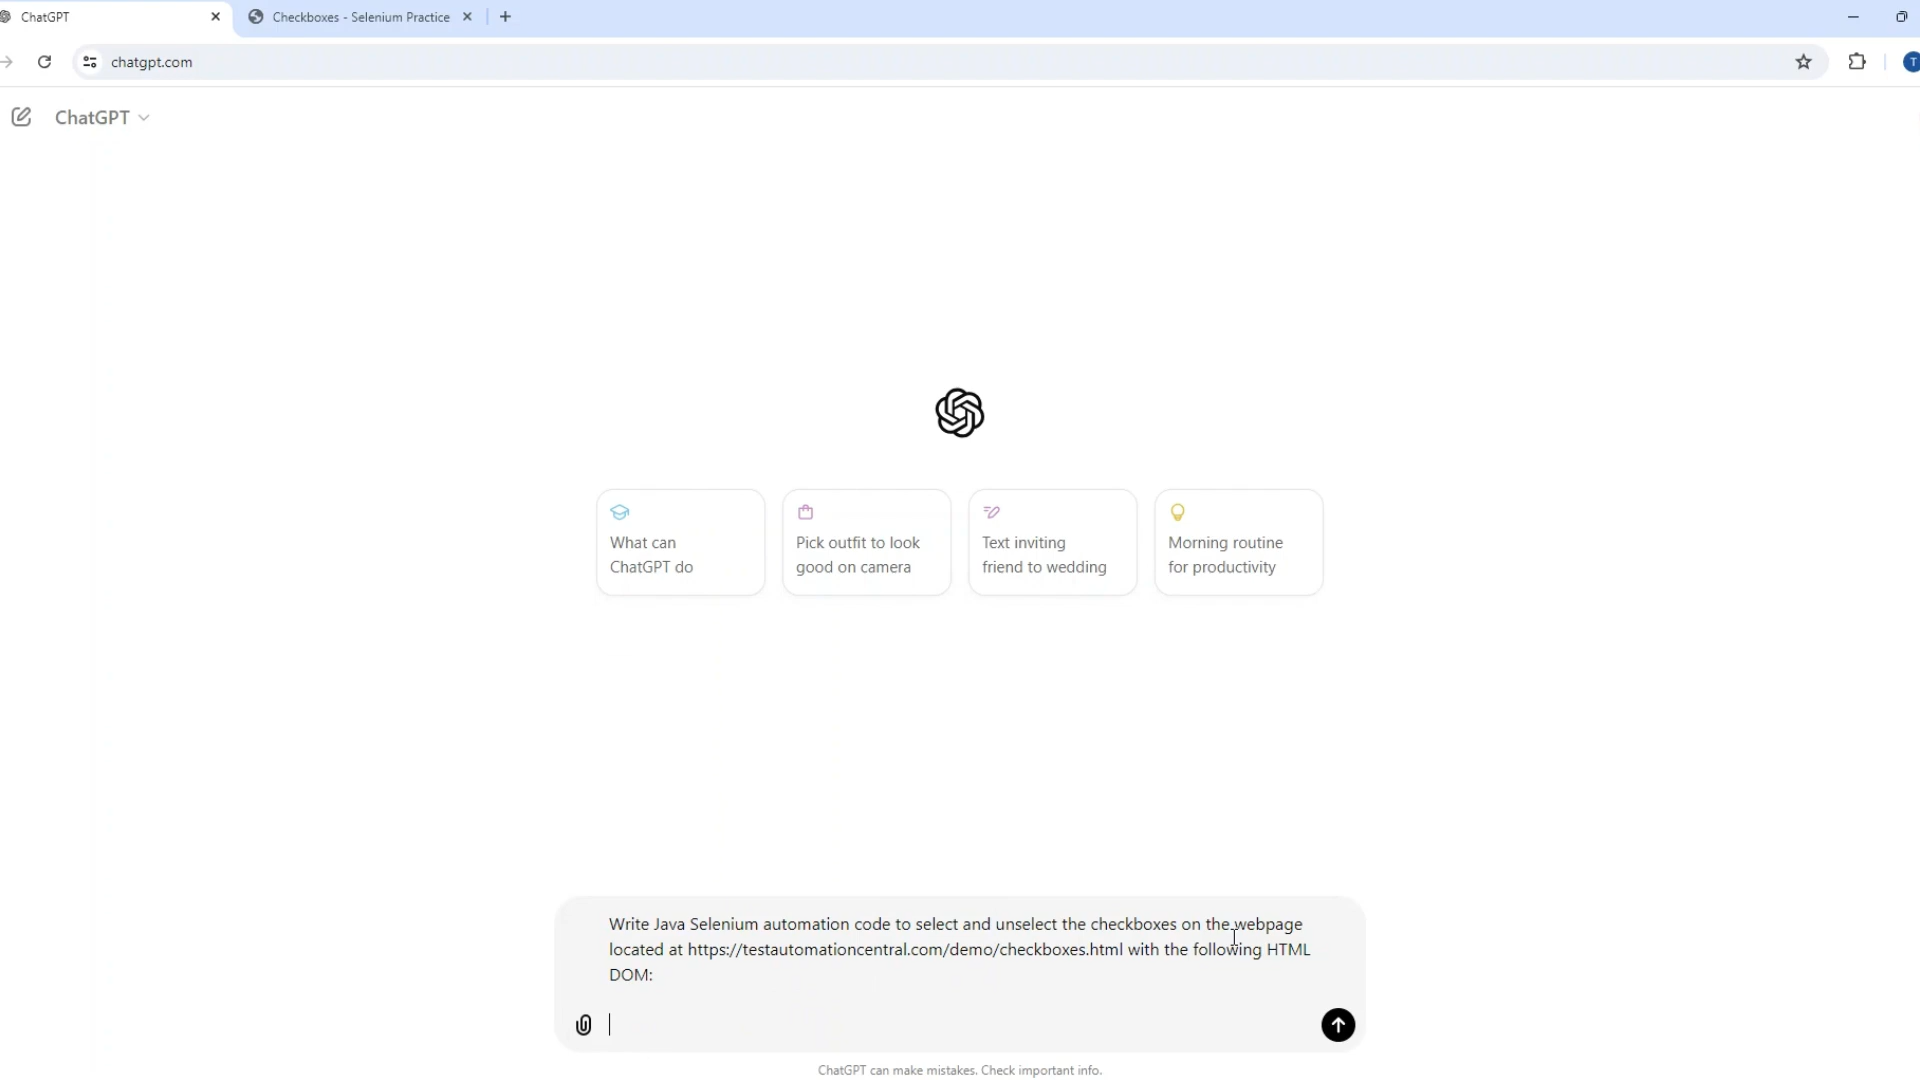 ChatGPT
Checkboxes - Selenium Practice
chatgpt.com
T
ChatGPT
What can
ChatGPT do
Pick outfit to look
good on camera
Text inviting
friend to wedding
Morning routine
for productivity
Write Java Selenium automation code to select and unselect the checkboxes on the webpage
located at https://testautomationcentral.com/demo/checkboxes.html with the following HTML
DOM:
ChatGPT can make mistakes. Check important info.